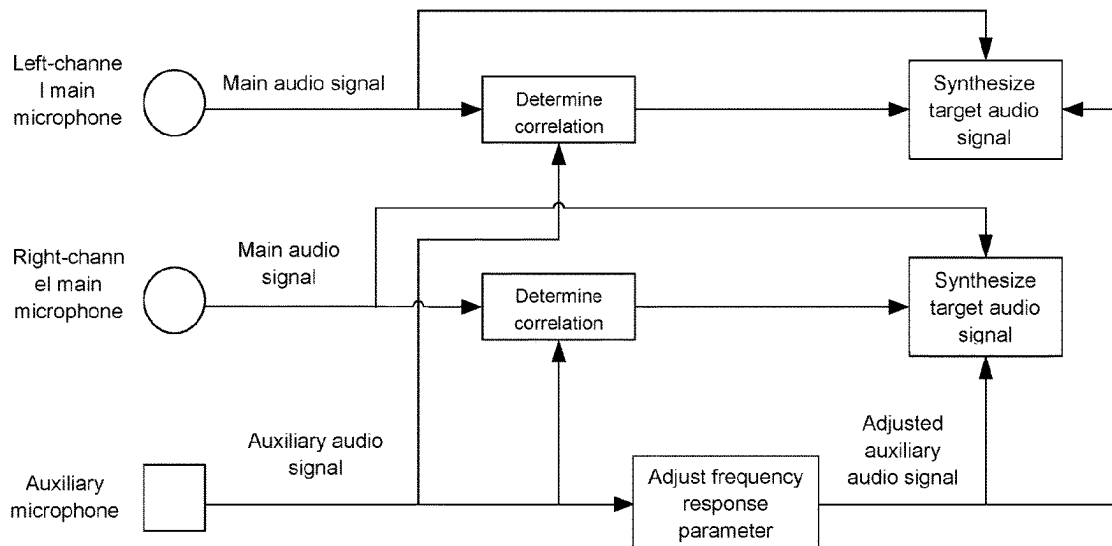 Left-channe
l main
microphone
Main audio signal
Determine
correlation
Synthesize
target audio
signal
Right-chann
el main
microphone
Main audio
signal
Determine
correlation
Synthesize
target audio
signal
Auxiliary
microphone
Auxiliary audio
signal
Adjust frequency
response
parameter
Adjusted
auxiliary
audio signal